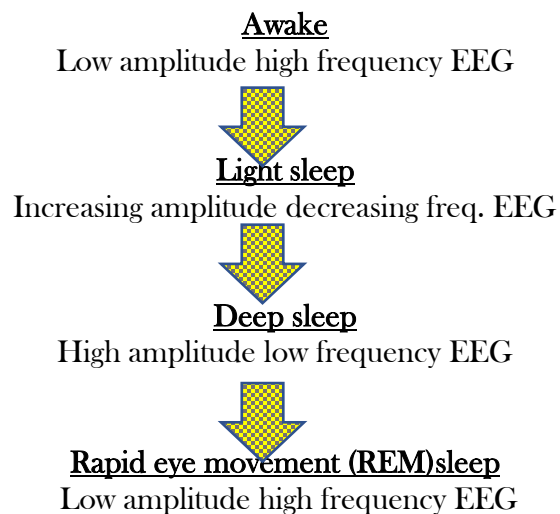 Awake
Low amplitude high frequency EEG
Light sleep
Increasing amplitude decreasing freq. EEG
Deep sleep
High amplitude low frequency EEG
Rapid eye movement (REM)sleep
Low amplitude high frequency EEG